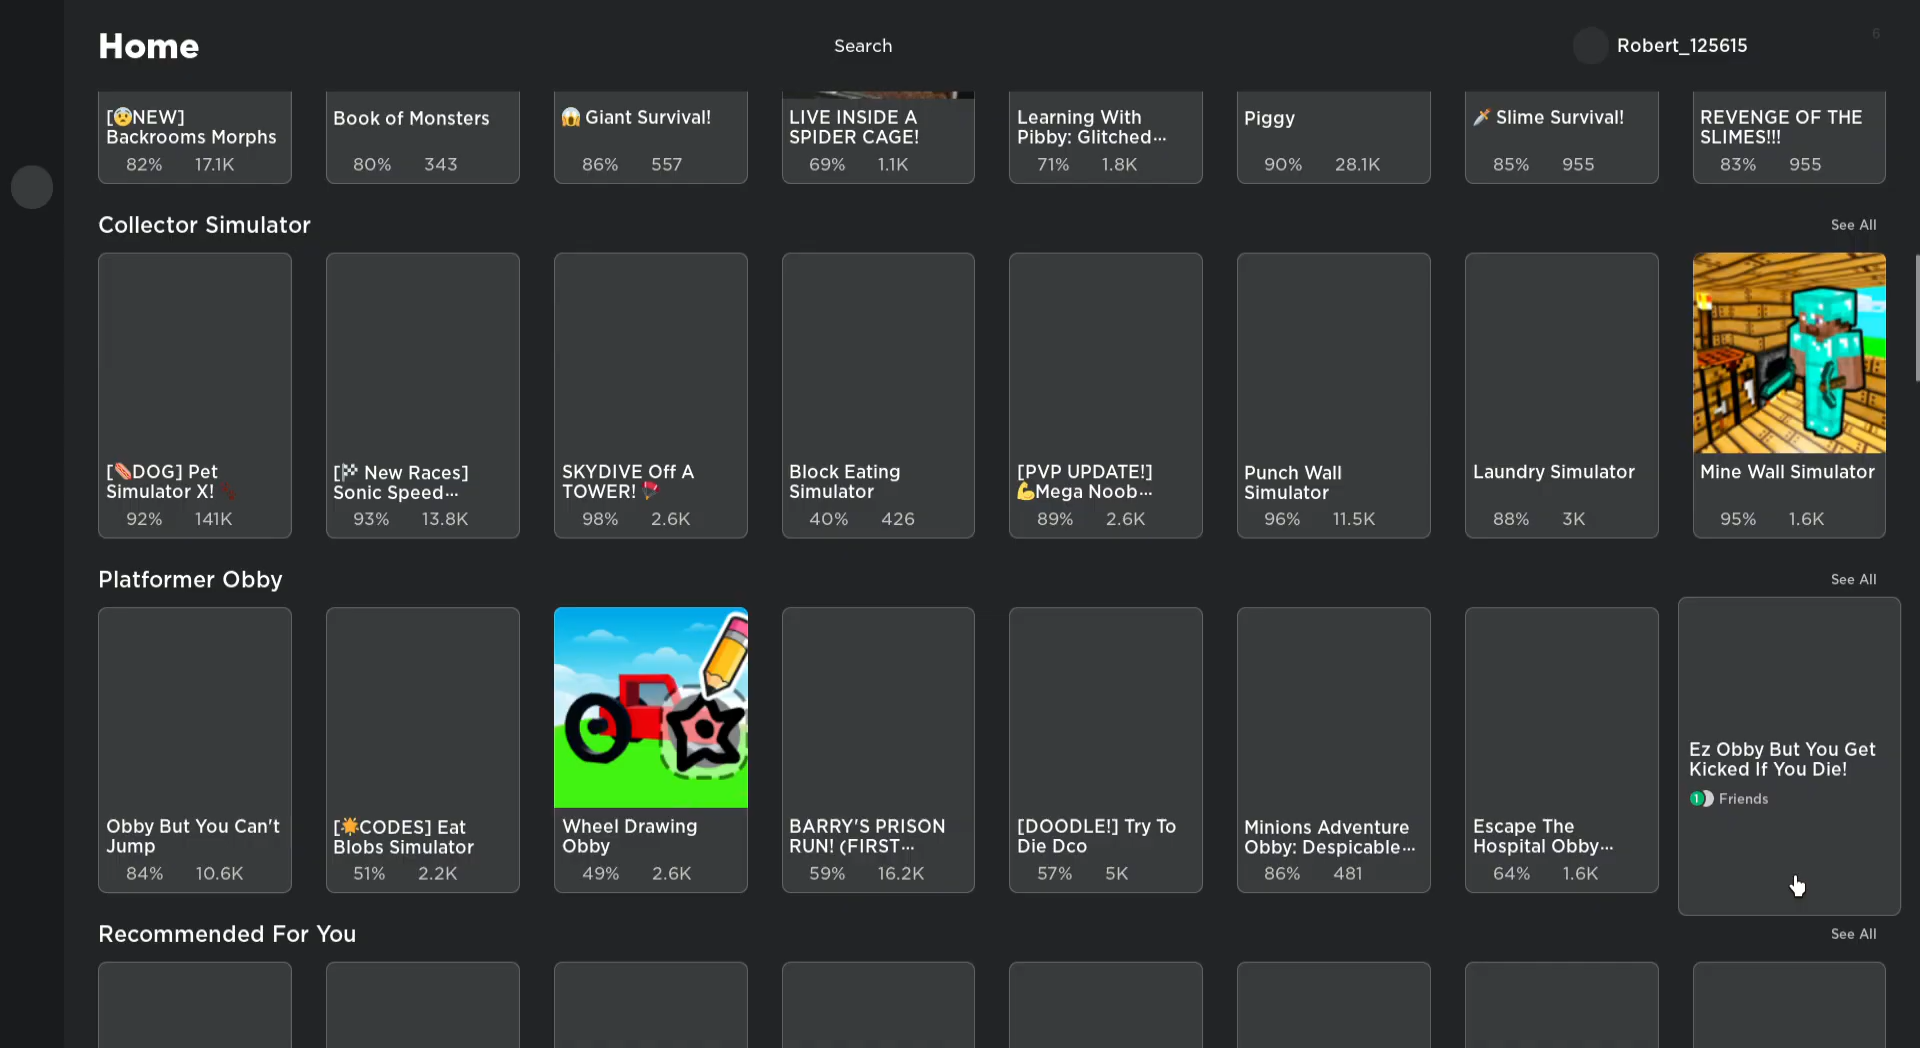 Home
Search
Robert_125615
6
[😨NEW]
Backrooms Morphs
82% 17.1K
Book of Monsters
80% 343
😱 Giant Survival!
86% 557
LIVE INSIDE A
SPIDER CAGE!
69% 1.1K
Learning With
Pibby: Glitched...
71% 1.8K
Piggy
90% 28.1K
🗡️ Slime Survival!
85% 955
REVENGE OF THE
SLIMES!!!
83% 955
Collector Simulator
See All
[🌭DOG] Pet
Simulator X! 🐾
92% 141K
[🏁 New Races]
Sonic Speed...
93% 13.8K
SKYDIVE Off A
TOWER! 🪂
98% 2.6K
Block Eating
Simulator
40% 426
[PVP UPDATE!]
💪Mega Noob...
89% 2.6K
Punch Wall
Simulator
96% 11.5K
Laundry Simulator
88% 3K
Mine Wall Simulator
95% 1.6K
Platformer Obby
See All
Obby But You Can't
Jump
84% 10.6K
[☀️CODES] Eat
Blobs Simulator
51% 2.2K
Wheel Drawing
Obby
49% 2.6K
BARRY'S PRISON
RUN! (FIRST...
59% 16.2K
[DOODLE!] Try To
Die Dco
57% 5K
Minions Adventure
Obby: Despicable...
86% 481
Escape The
Hospital Obby...
64% 1.6K
Ez Obby But You Get
Kicked If You Die!
1 Friends
Recommended For You
See All